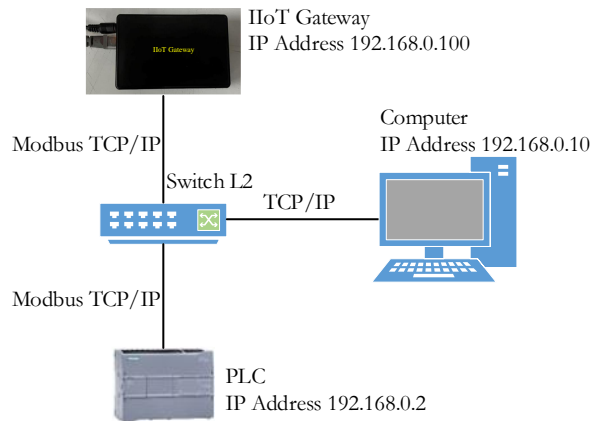 IIoT Gateway
IP Address 192.168.0.100
IIoT Gateway
Computer
IP Address 192.168.0.10
Modbus TCP/IP
Switch L2
TCP/IP
Modbus TCP/IP
PLC
IP Address 192.168.0.2